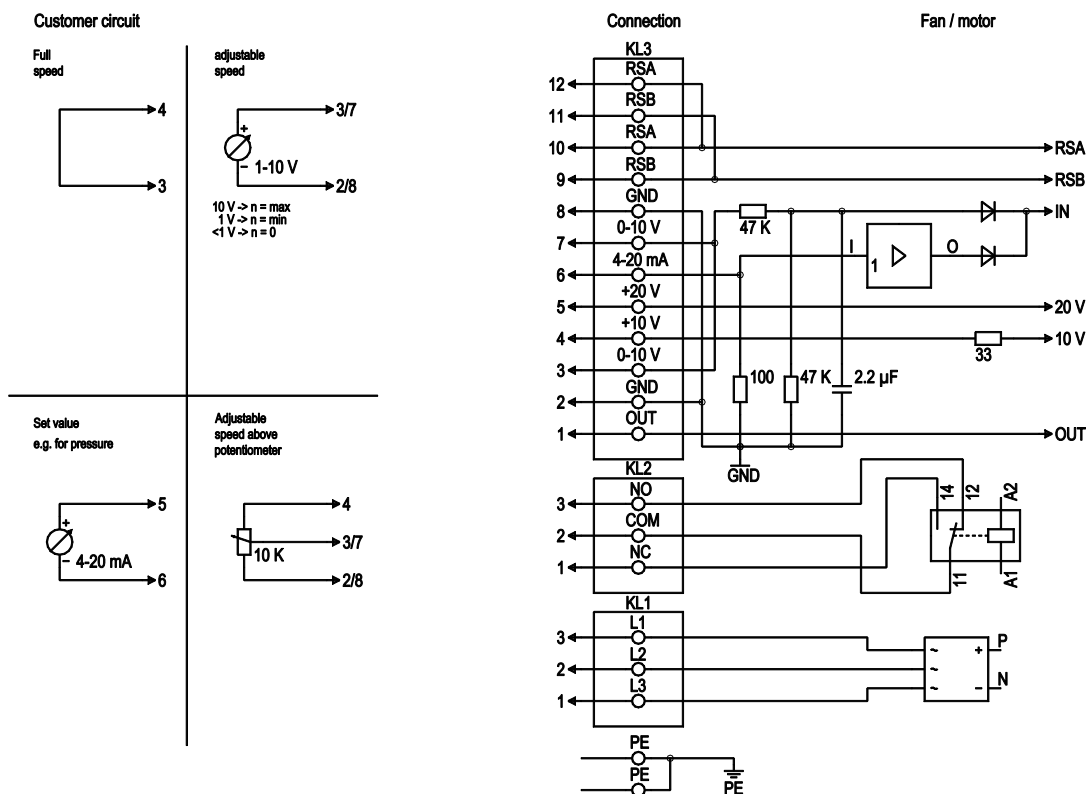 Customer circuit
Connection
Fan / motor
Full
speed
4
3
adjustable
speed
3/7
+
−
1-10 V
2/8
10 V -> n = max
1 V -> n = min
<1 V -> n = 0
Set value
e.g. for pressure
5
+
−
4-20 mA
6
Adjustable
speed above
potentiometer
4
3/7
10 K
2/8
KL3
12 RSA
11 RSB
10 RSA RSA
9 RSB RSB
8 GND 47 K IN
7 0-10 V I 1 O
6 4-20 mA
5 +20 V 20 V
4 +10 V 33 10 V
3 0-10 V
100 47 K 2.2 µF
2 GND
1 OUT OUT
GND
KL2
3 NO
2 COM
1 NC
14 12 A2
11 A1
KL1
3 L1
2 L2
1 L3
~ + P
~
~ − N
PE
PE
PE